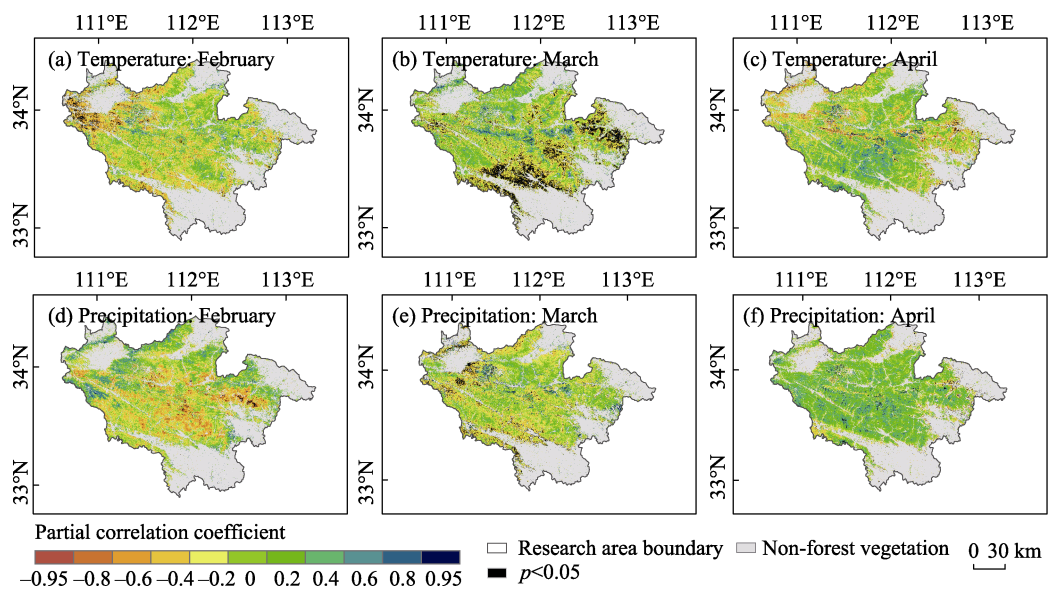 111°E 112°E 113°E 111°E 112°E 113°E 111°E 112°E 113°E
(a) Temperature: February (b) Temperature: March (c) Temperature: April
34°N 34°N 34°N
33°N 33°N 33°N
111°E 112°E 113°E 111°E 112°E 113°E 111°E 112°E 113°E
(d) Precipitation: February (e) Precipitation: March (f) Precipitation: April
34°N 34°N 34°N
33°N 33°N 33°N
Partial correlation coefficient
–0.95 –0.8 –0.6 –0.4 –0.2 0 0.2 0.4 0.6 0.8 0.95
Research area boundary Non-forest vegetation 0 30 km
p<0.05